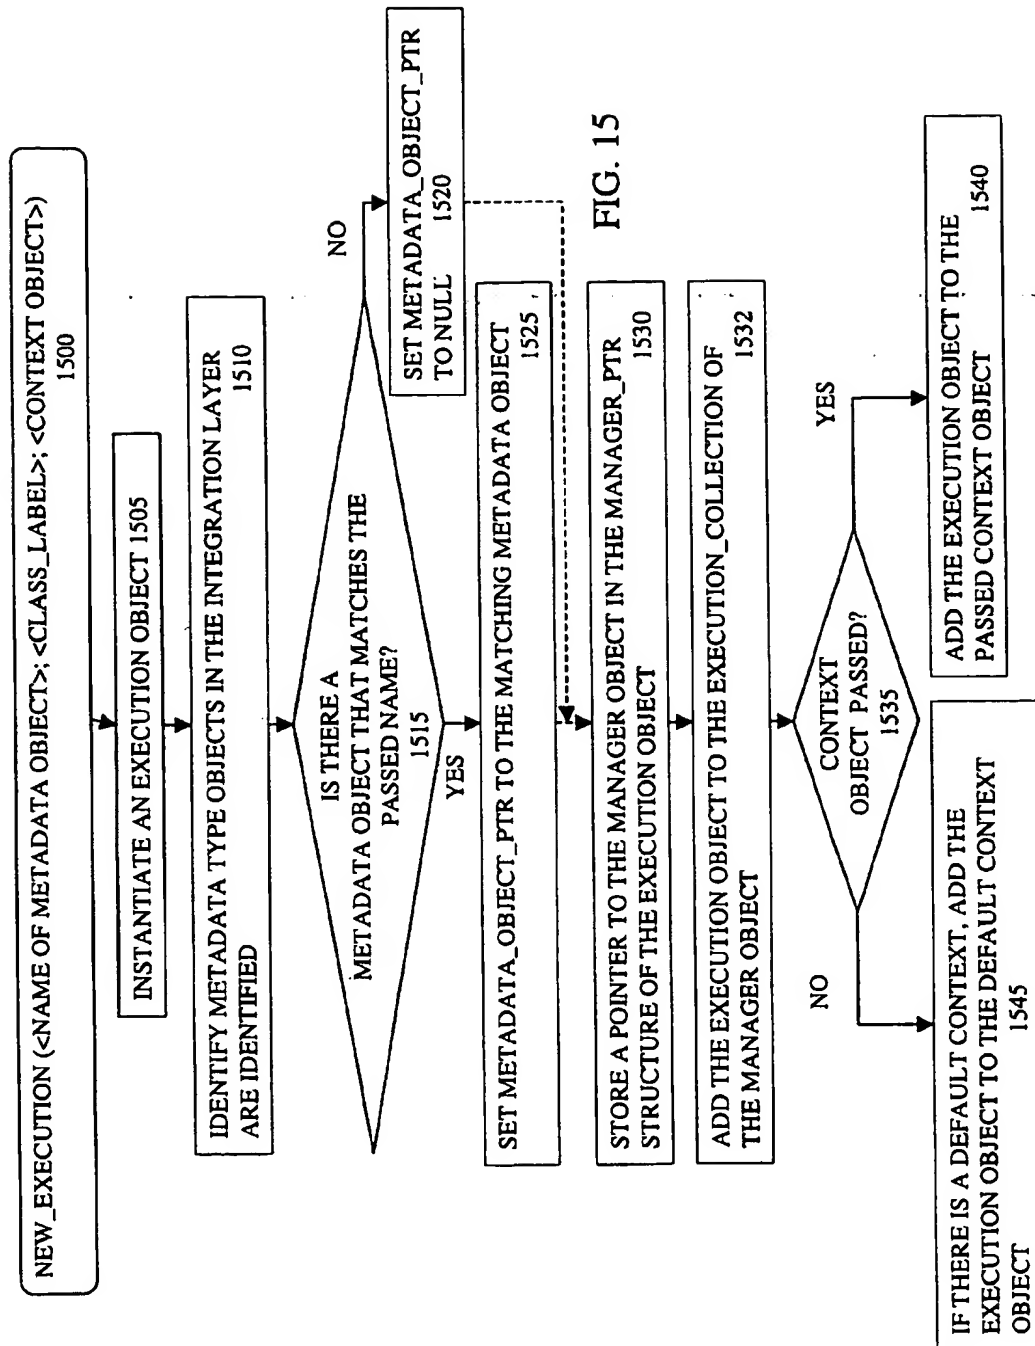 NEW_EXECUTION (<NAME OF METADATA OBJECT>; <CLASS_LABEL>; <CONTEXT OBJECT>)
1500
INSTANTIATE AN EXECUTION OBJECT 1505
IDENTIFY METADATA TYPE OBJECTS IN THE INTEGRATION LAYER
ARE IDENTIFIED 1510
IS THERE A
METADATA OBJECT THAT MATCHES THE
PASSED NAME?
1515
NO
YES
SET METADATA_OBJECT_PTR
TO NULL 1520
SET METADATA_OBJECT_PTR TO THE MATCHING METADATA OBJECT
1525
STORE A POINTER TO THE MANAGER OBJECT IN THE MANAGER_PTR
STRUCTURE OF THE EXECUTION OBJECT 1530
ADD THE EXECUTION OBJECT TO THE EXECUTION_COLLECTION OF
THE MANAGER OBJECT 1532
CONTEXT
OBJECT PASSED?
1535
NO
YES
IF THERE IS A DEFAULT CONTEXT, ADD THE
EXECUTION OBJECT TO THE DEFAULT CONTEXT
OBJECT 1545
ADD THE EXECUTION OBJECT TO THE
PASSED CONTEXT OBJECT 1540
FIG. 15